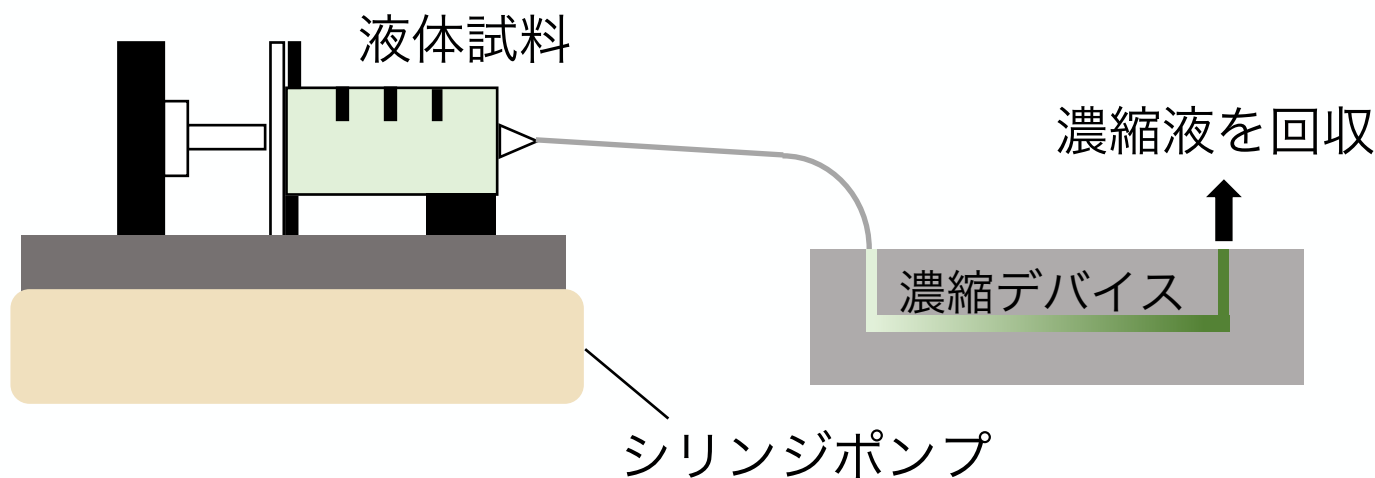 液体試料
濃縮液を回収
濃縮デバイス
シリンジポンプ